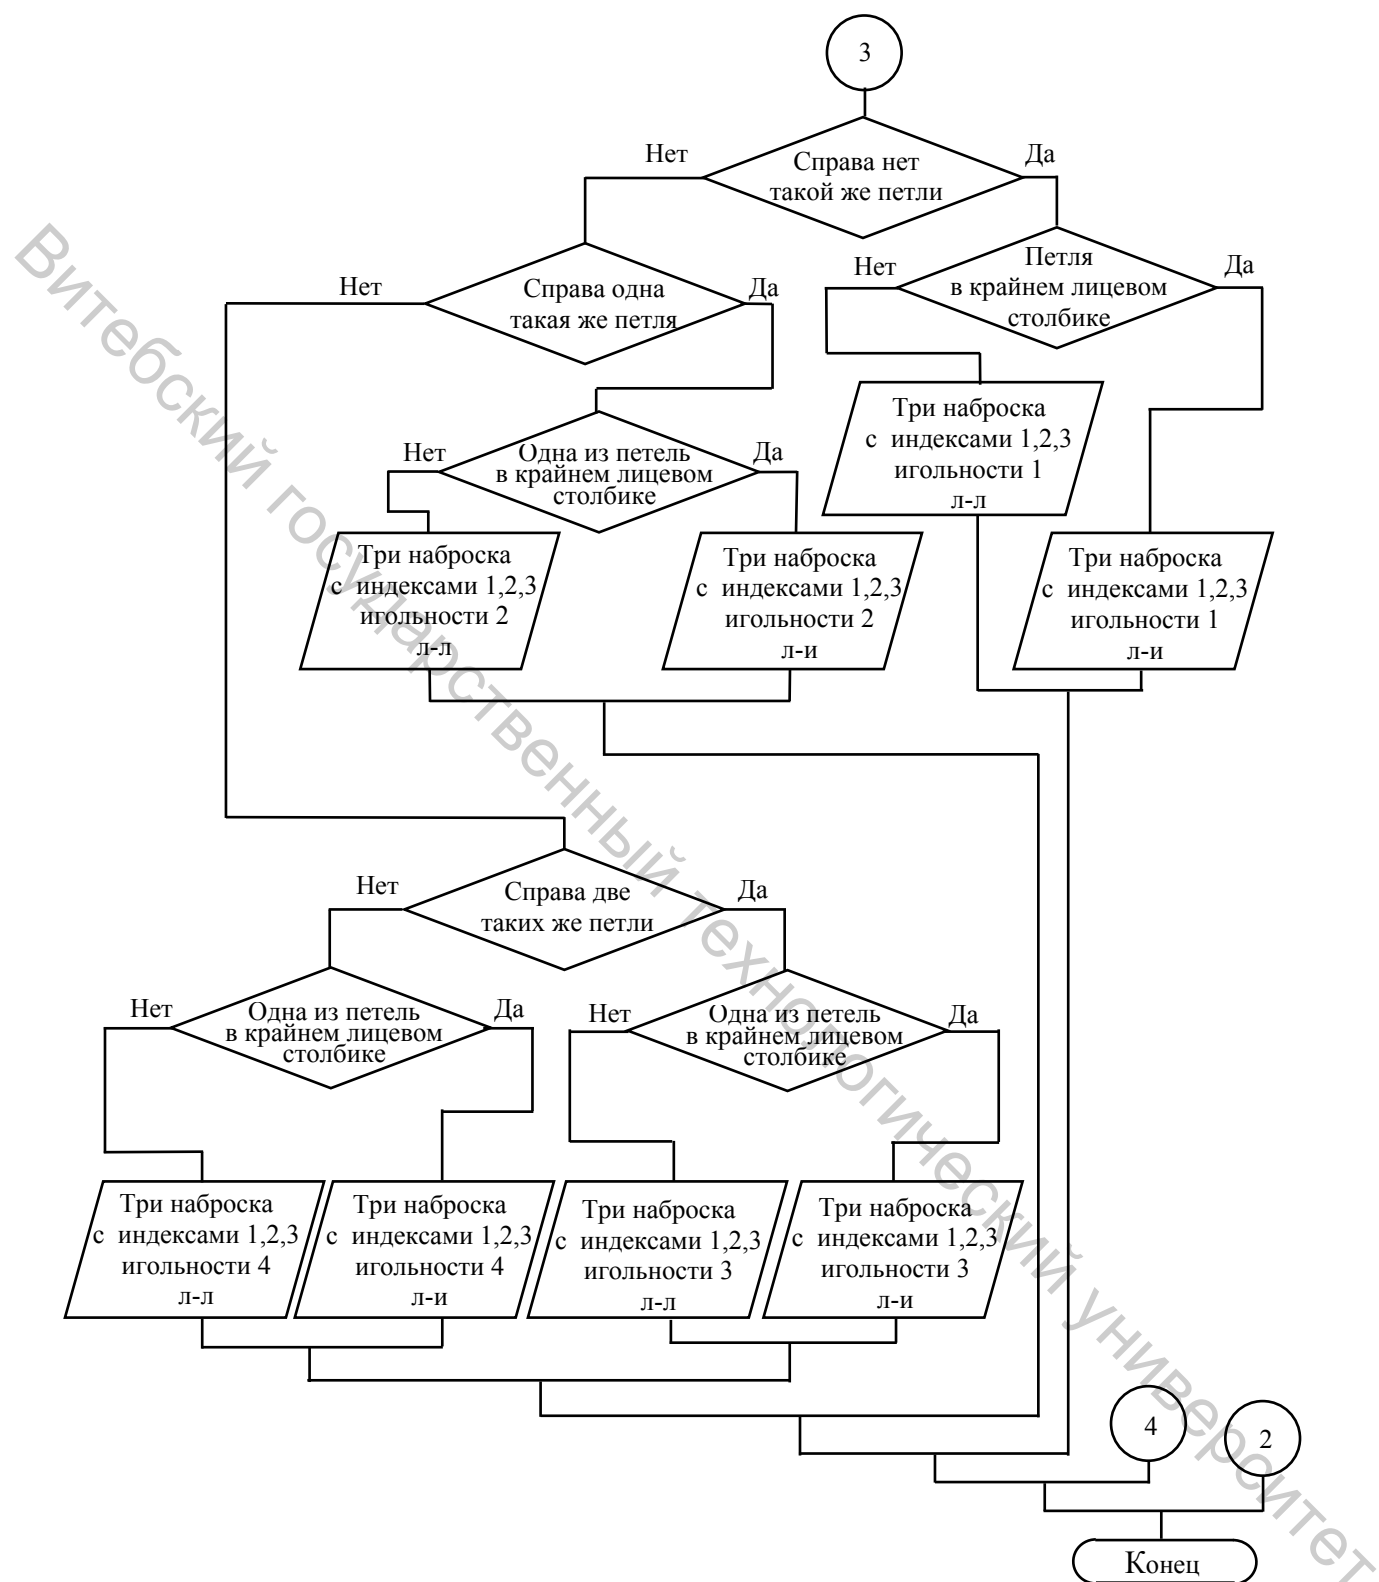 3
Нет
Да
Справа нет
такой же петли
Нет
Да
Справа одна
такая же петля
Нет
Да
Петля
в крайнем лицевом
столбике
Три наброска
с индексами 1,2,3
игольности 1
л-л
Нет
Да
Одна из петель
в крайнем лицевом
столбике
Три наброска
с индексами 1,2,3
игольности 2
л-л
Три наброска
с индексами 1,2,3
игольности 2
л-и
Три наброска
с индексами 1,2,3
игольности 1
л-и
Нет
Да
Справа две
таких же петли
Нет
Да
Одна из петель
в крайнем лицевом
столбике
Нет
Да
Одна из петель
в крайнем лицевом
столбике
Три наброска
с индексами 1,2,3
игольности 4
л-л
Три наброска
с индексами 1,2,3
игольности 4
л-и
Три наброска
с индексами 1,2,3
игольности 3
л-л
Три наброска
с индексами 1,2,3
игольности 3
л-и
4
2
Конец
Витебский государственный технологический университет